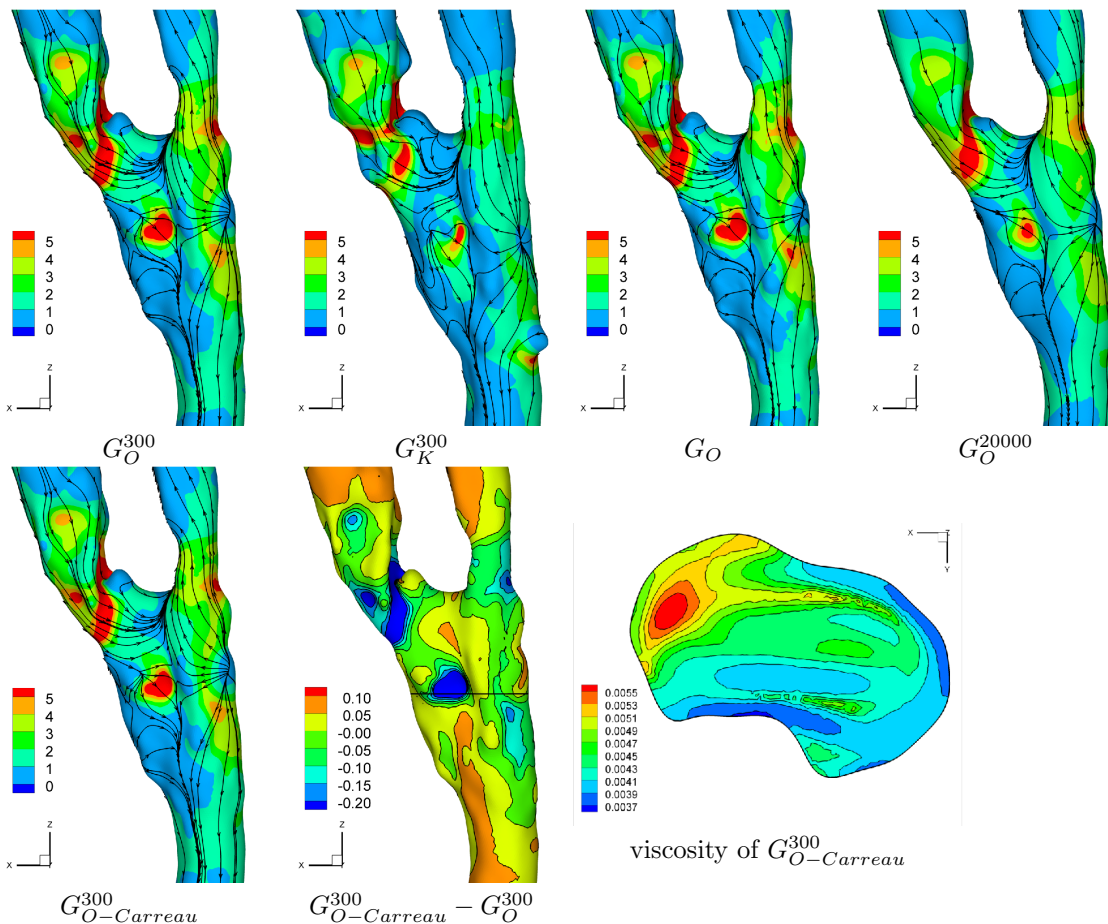 5
4
3
2
1
0
Z
X
G_O^{300}
5
4
3
2
1
0
Z
X
G_K^{300}
5
4
3
2
1
0
Z
X
G_O
5
4
3
2
1
0
Z
X
G_O^{20000}
5
4
3
2
1
0
Z
X
G_{O-Carreau}^{300}
0.10
0.05
-0.00
-0.05
-0.10
-0.15
-0.20
Z
X
G_{O-Carreau}^{300} - G_O^{300}
X
Z
Y
0.0055
0.0053
0.0051
0.0049
0.0047
0.0045
0.0043
0.0041
0.0039
0.0037
viscosity of G_{O-Carreau}^{300}